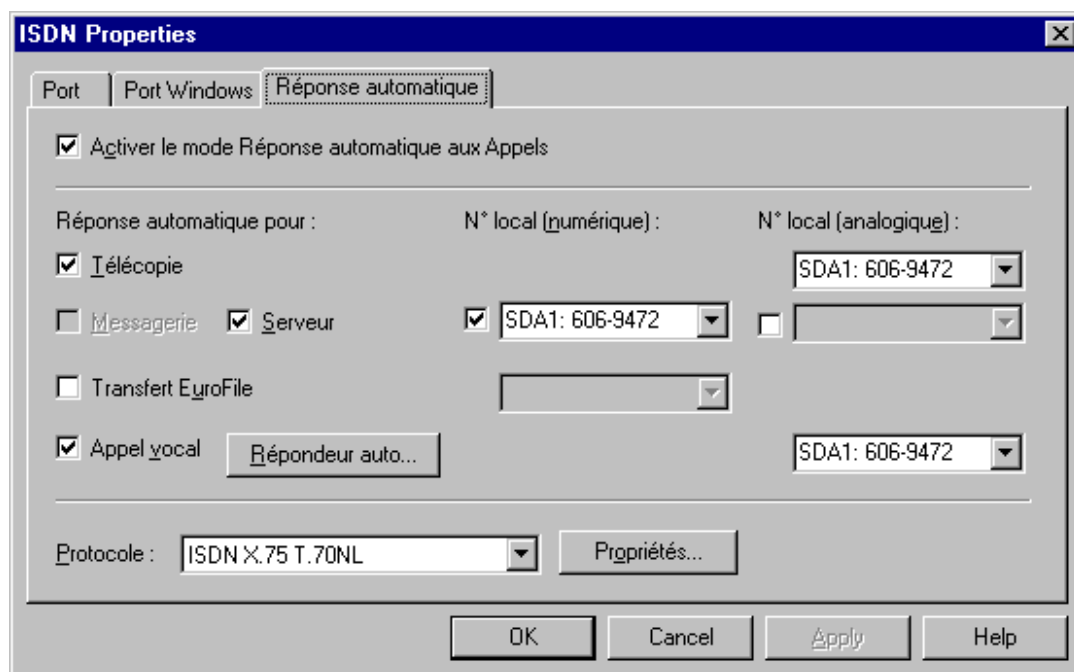 ISDN Properties
Port Port Windows Réponse automatique
Activer le mode Réponse automatique aux Appels
Réponse automatique pour : N° local (numérique) : N° local (analogique) :
Télécopie SDA1: 606-9472
Messagerie Serveur SDA1: 606-9472
Transfert EuroFile
Appel vocal Répondeur auto... SDA1: 606-9472
Protocole : ISDN X.75 T.70NL Propriétés...
OK Cancel Apply Help